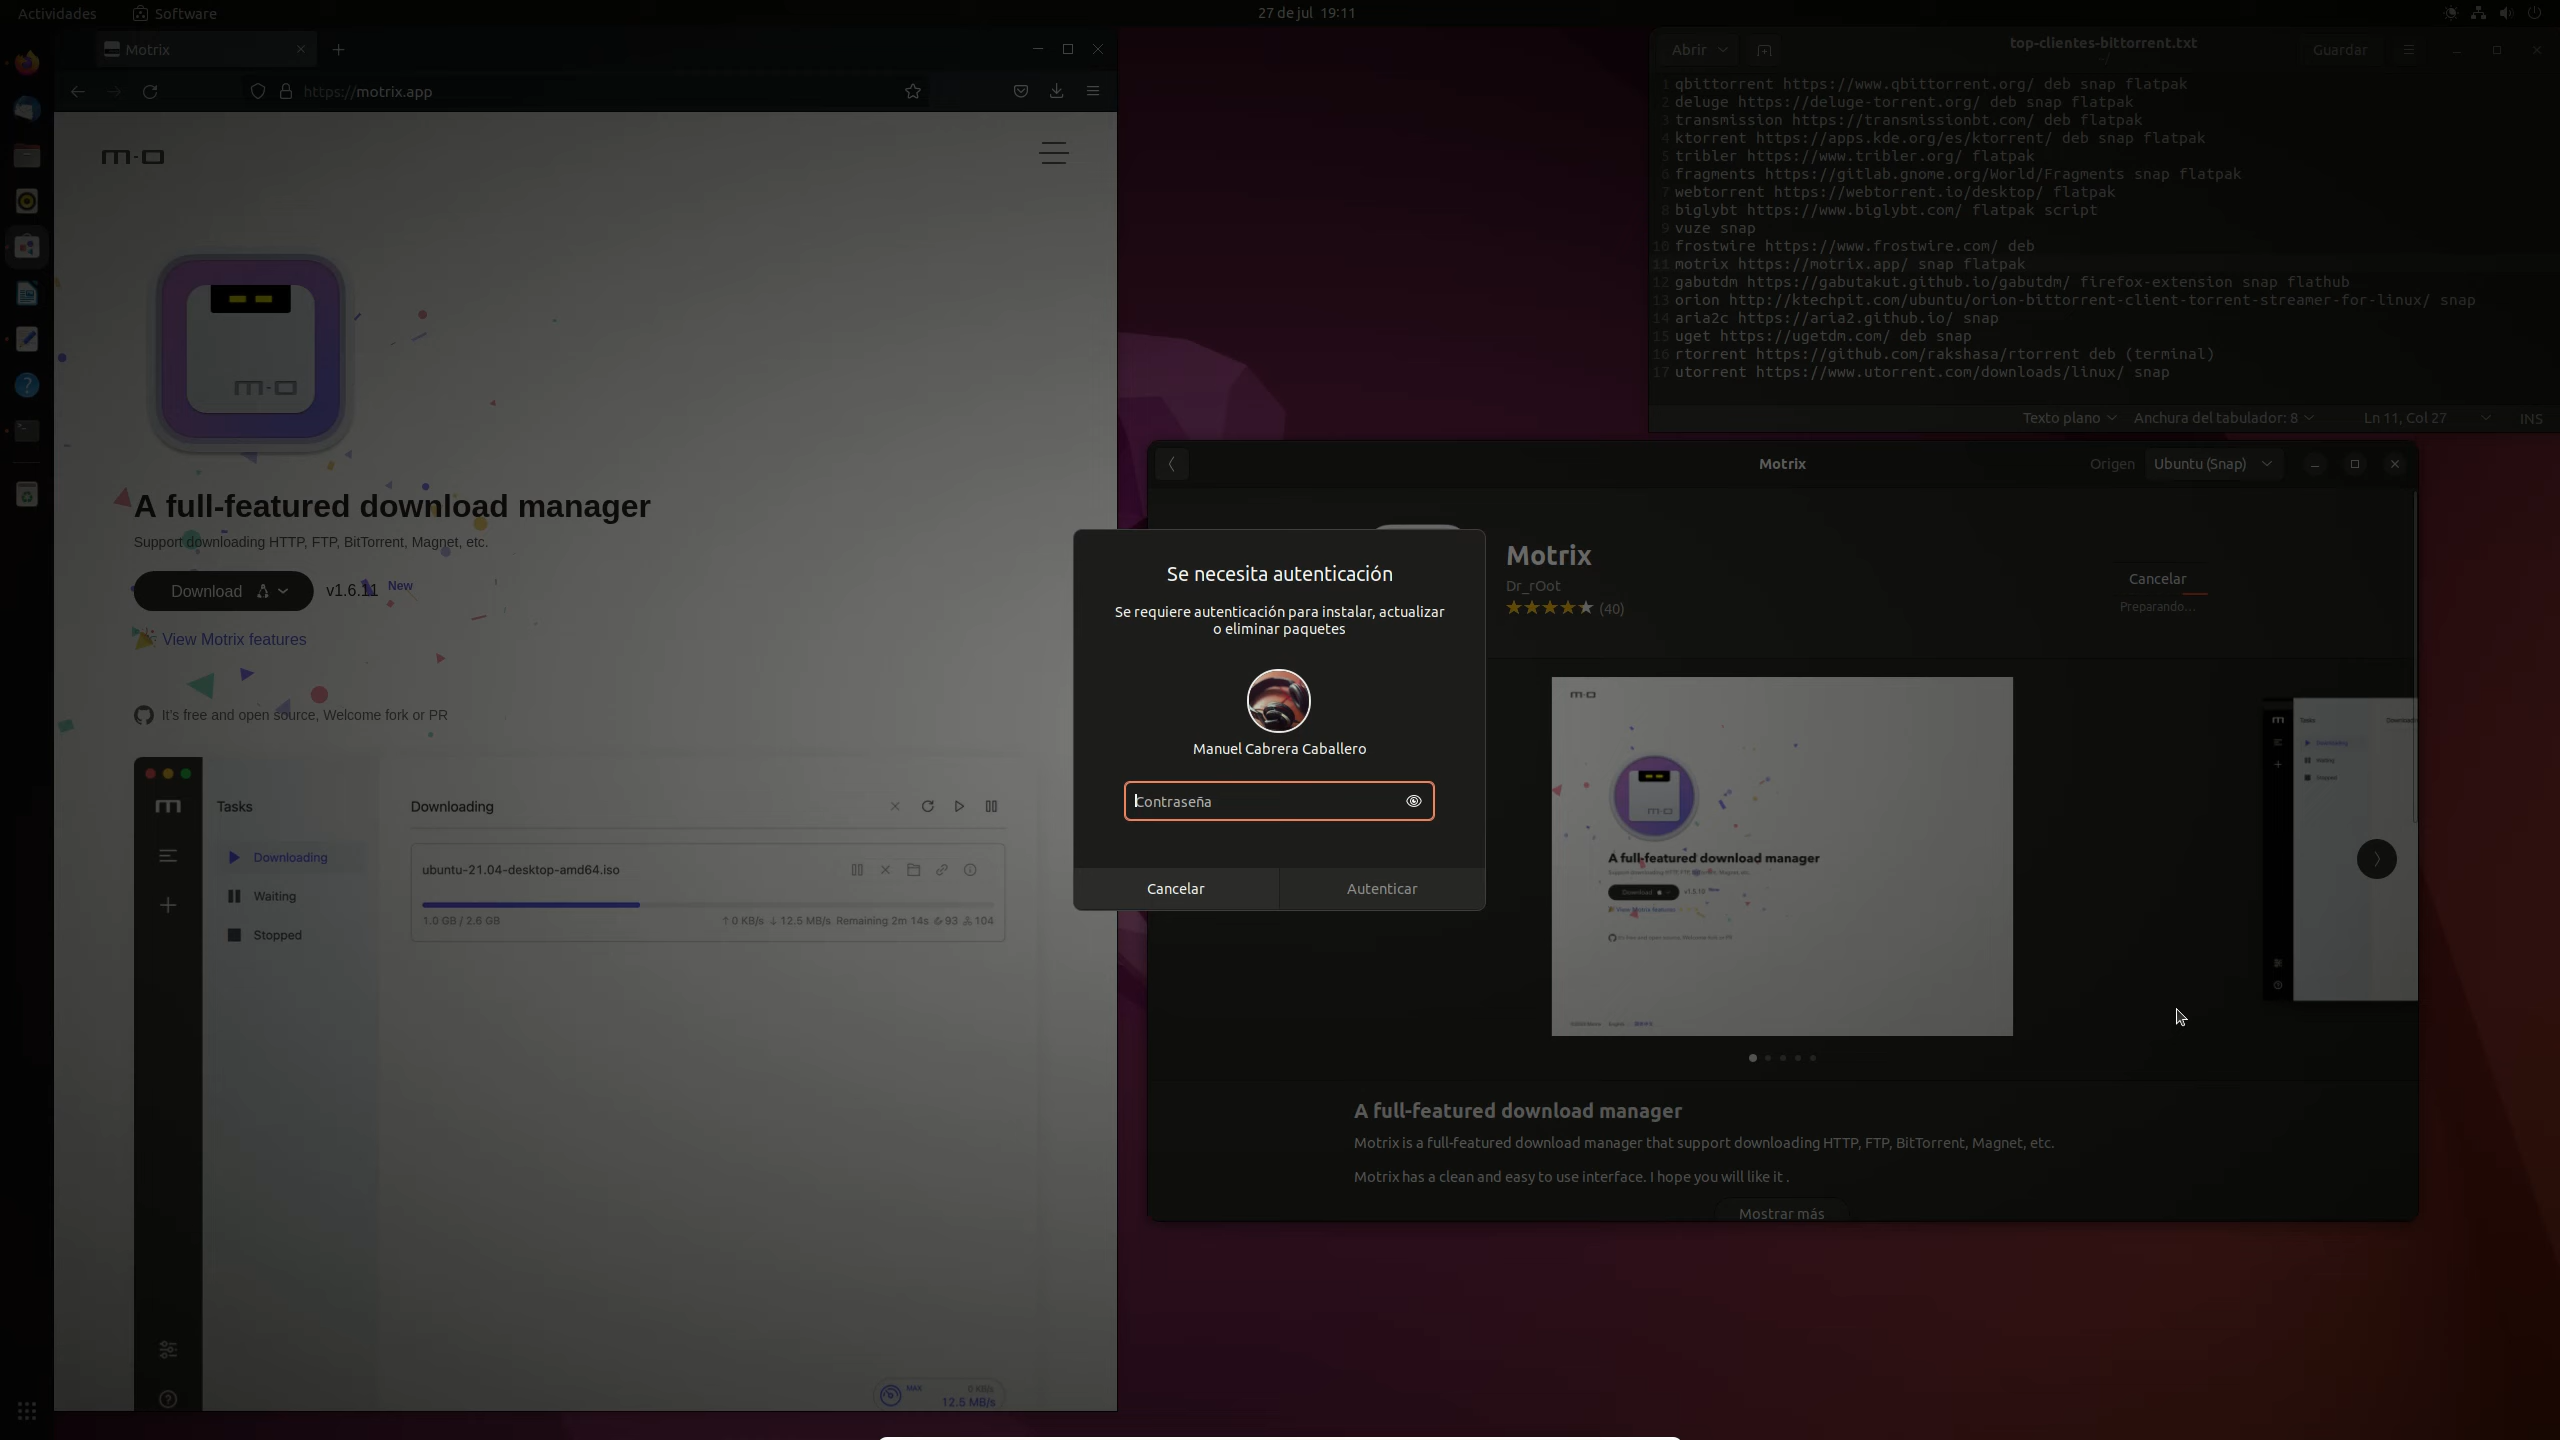 Actividades
Software
27 de jul 19:11
Motrix
https://motrix.app
m-o
m-o
A full-featured download manager
Support downloading HTTP, FTP, BitTorrent, Magnet, etc.
Download
v1.6.11
New
View Motrix features
It's free and open source, Welcome fork or PR
m
Tasks
Downloading
Waiting
Stopped
Downloading
ubuntu-21.04-desktop-amd64.iso
1.0 GB / 2.6 GB
↑ 0 KB/s ↓ 12.5 MB/s Remaining 2m 14s 93 104
MAX
0 KB/s
12.5 MB/s
Abrir
top-clientes-bittorrent.txt
~/
Guardar
1 qbittorrent https://www.qbittorrent.org/ deb snap flatpak
2 deluge https://deluge-torrent.org/ deb snap flatpak
3 transmission https://transmissionbt.com/ deb flatpak
4 ktorrent https://apps.kde.org/es/ktorrent/ deb snap flatpak
5 tribler https://www.tribler.org/ flatpak
6 fragments https://gitlab.gnome.org/World/Fragments snap flatpak
7 webtorrent https://webtorrent.io/desktop/ flatpak
8 biglybt https://www.biglybt.com/ flatpak script
9 vuze snap
10 frostwire https://www.frostwire.com/ deb
11 motrix https://motrix.app/ snap flatpak
12 gabutdm https://gabutakut.github.io/gabutdm/ firefox-extension snap flathub
13 orion http://ktechpit.com/ubuntu/orion-bittorrent-client-torrent-streamer-for-linux/ snap
14 aria2c https://aria2.github.io/ snap
15 uget https://ugetdm.com/ deb snap
16 rtorrent https://github.com/rakshasa/rtorrent deb (terminal)
17 utorrent https://www.utorrent.com/downloads/linux/ snap
Texto plano
Anchura del tabulador: 8
Ln 11, Col 27
INS
Motrix
Origen
Ubuntu (Snap)
Motrix
Dr_rOot
(40)
Cancelar
Preparando…
Se necesita autenticación
Se requiere autenticación para instalar, actualizar
o eliminar paquetes
Manuel Cabrera Caballero
Contraseña
Cancelar
Autenticar
m-o
m-o
A full-featured download manager
Download
View Motrix features
m
Tasks
Downloading
Waiting
Stopped
A full-featured download manager
Motrix is a full-featured download manager that support downloading HTTP, FTP, BitTorrent, Magnet, etc.
Motrix has a clean and easy to use interface. I hope you will like it .
Mostrar más